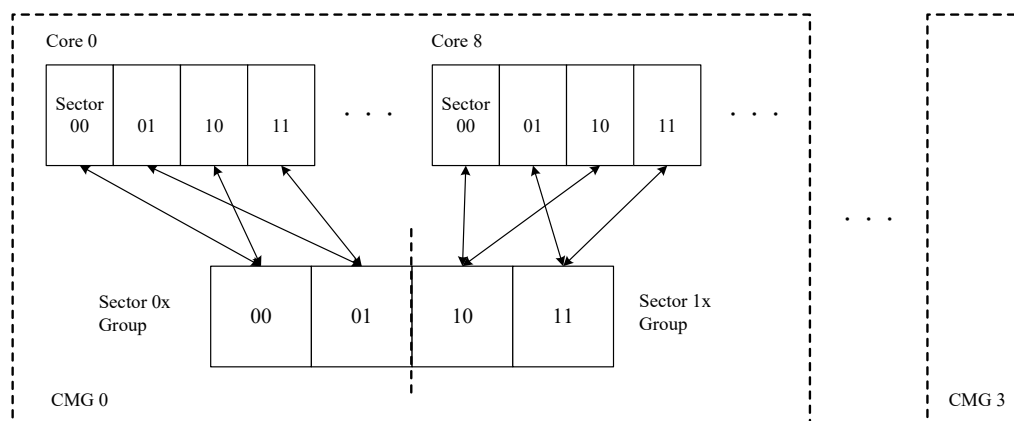 Core 0
Core 8
Sector
00
01
10
11
. . .
Sector
00
01
10
11
. . .
. . .
Sector 0x
Group
00
01
10
11
Sector 1x
Group
CMG 0
CMG 3